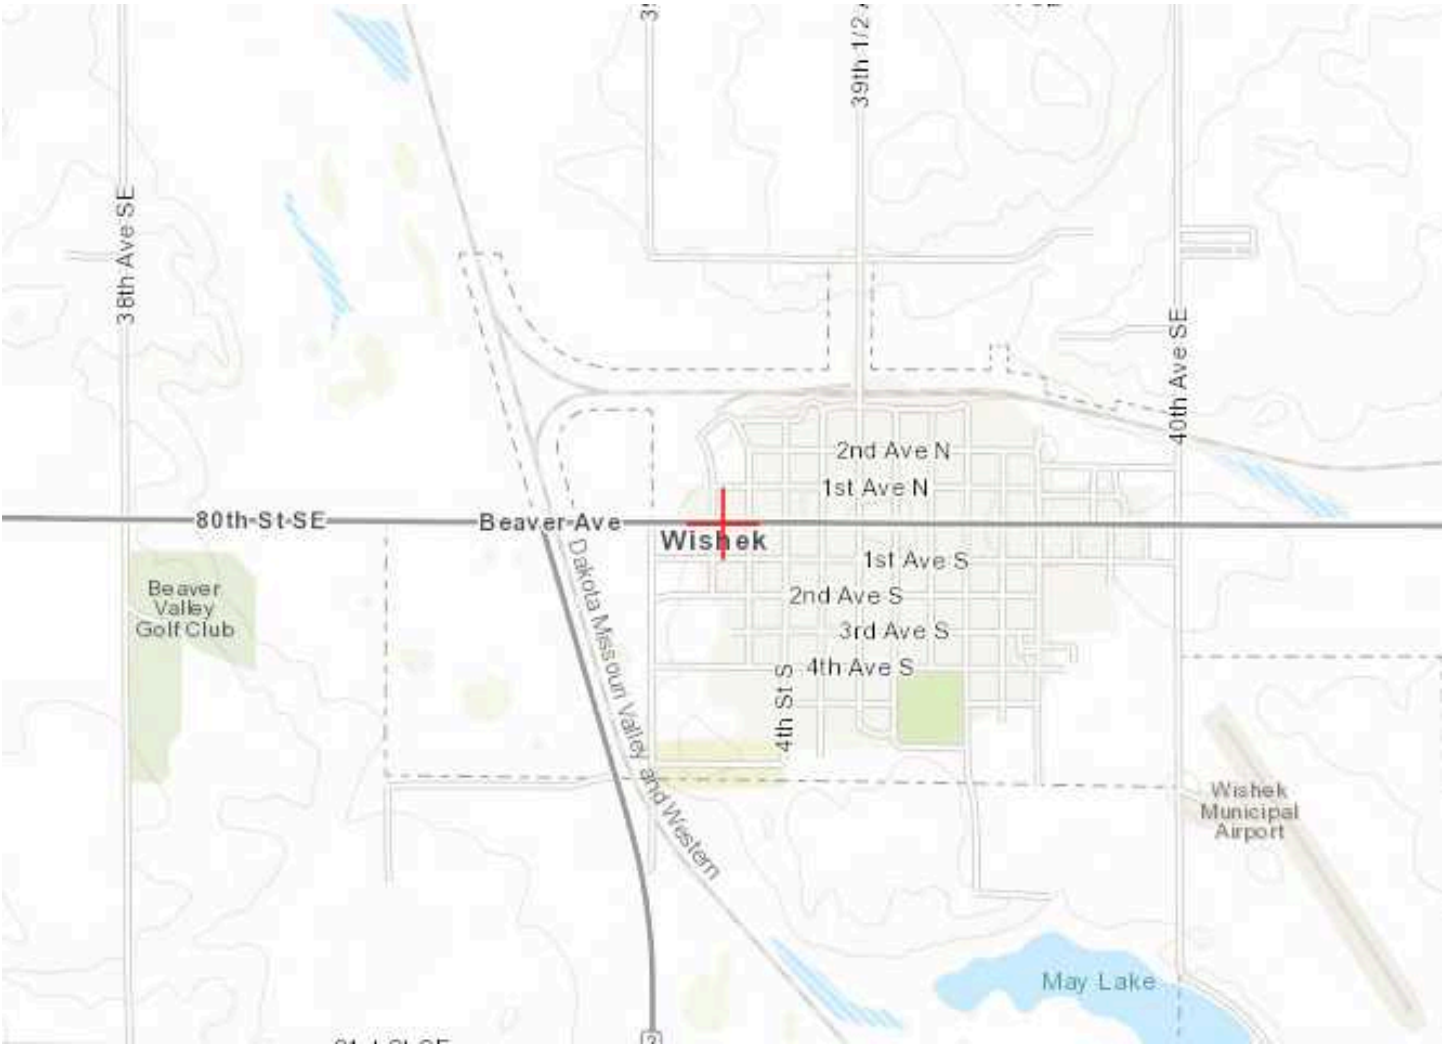 39th 1/2
38th Ave SE
40th Ave SE
2nd Ave N
1st Ave N
80th St SE
Beaver Ave
Wishek
1st Ave S
Beaver
Valley
Golf Club
2nd Ave S
3rd Ave S
4th Ave S
4th St S
Dakota Missouri Valley and Western
Wishek
Municipal
Airport
May Lake